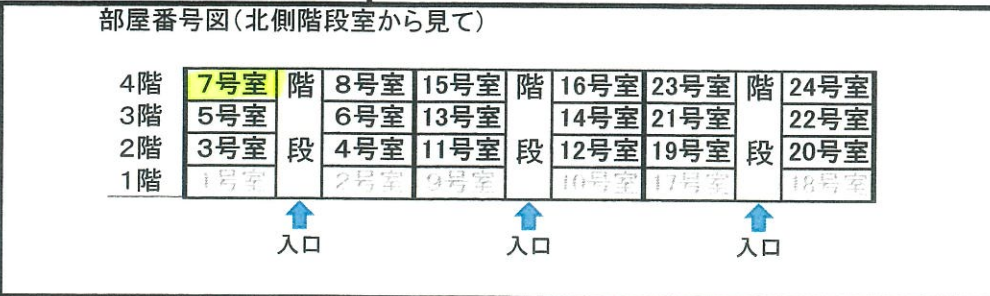 部屋番号図(北側階段室から見て)
4階 7号室 階 8号室 15号室 階 16号室 23号室 階 24号室
3階 5号室 6号室 13号室 14号室 21号室 22号室
2階 3号室 段 4号室 11号室 段 12号室 19号室 段 20号室
1階 1号室 2号室 9号室 10号室 17号室 18号室
入口 入口 入口